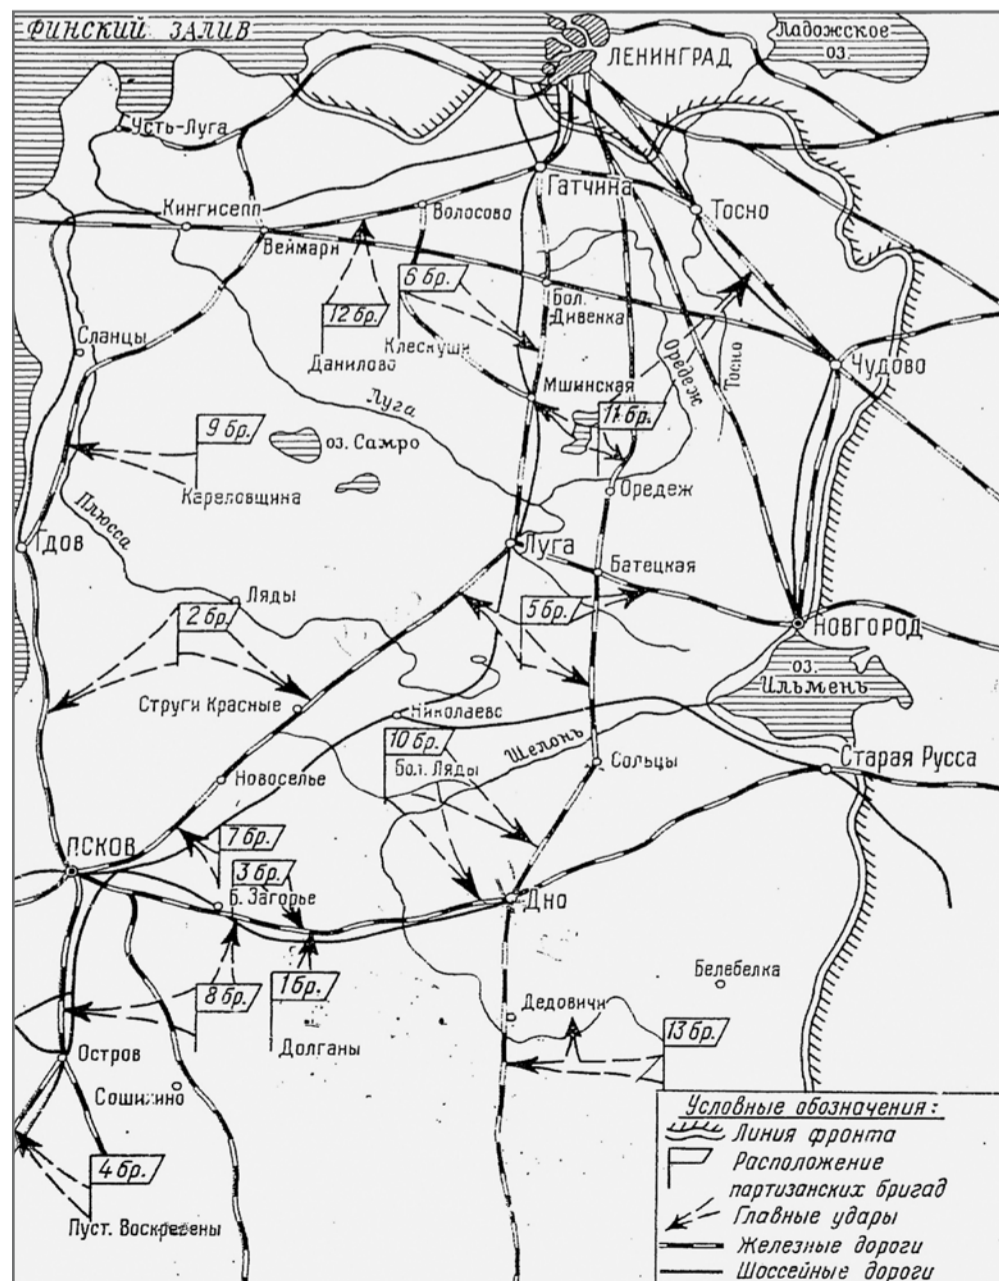 ФИНСКИЙ ЗАЛИВ
Ладожское
оз.
ЛЕНИНГРАД
Усть-Луга
Гатчина
Тосно
Кингисепп
Волосово
Веймарн
6 бр.
Бол.
Дивенка
12 бр.
Клескуши
Данилово
Сланцы
Оредеж
Тосно
Чудово
Мшинская
Луга
11 бр.
9 бр.
оз. Самро
Кареловщина
Оредеж
Плюсса
Гдов
Луга
Батецкая
Ляды
2 бр.
5 бр.
НОВГОРОД
оз.
Ильмень
Струги Красные
Николаево
Шелонь
10 бр.
Бол. Ляды
Сольцы
Старая Русса
Новоселье
ПСКОВ
7 бр.
3 бр.
Б. Загорье
Дно
Белебелка
8 бр.
1 бр.
Дедовичи
13 бр.
Долганы
Остров
Сошихино
4 бр.
Пуст. Воскресены
Условные обозначения:
Линия фронта
Расположение
партизанских бригад
Главные удары
Железные дороги
Шоссейные дороги